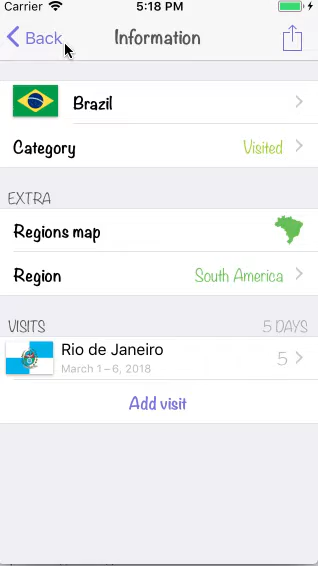 Carrier 5:18 PM
Back Information
Brazil
Category Visited
EXTRA
Regions map
Region South America
VISITS 5 DAYS
Rio de Janeiro
March 1 – 6, 2018 5
Add visit